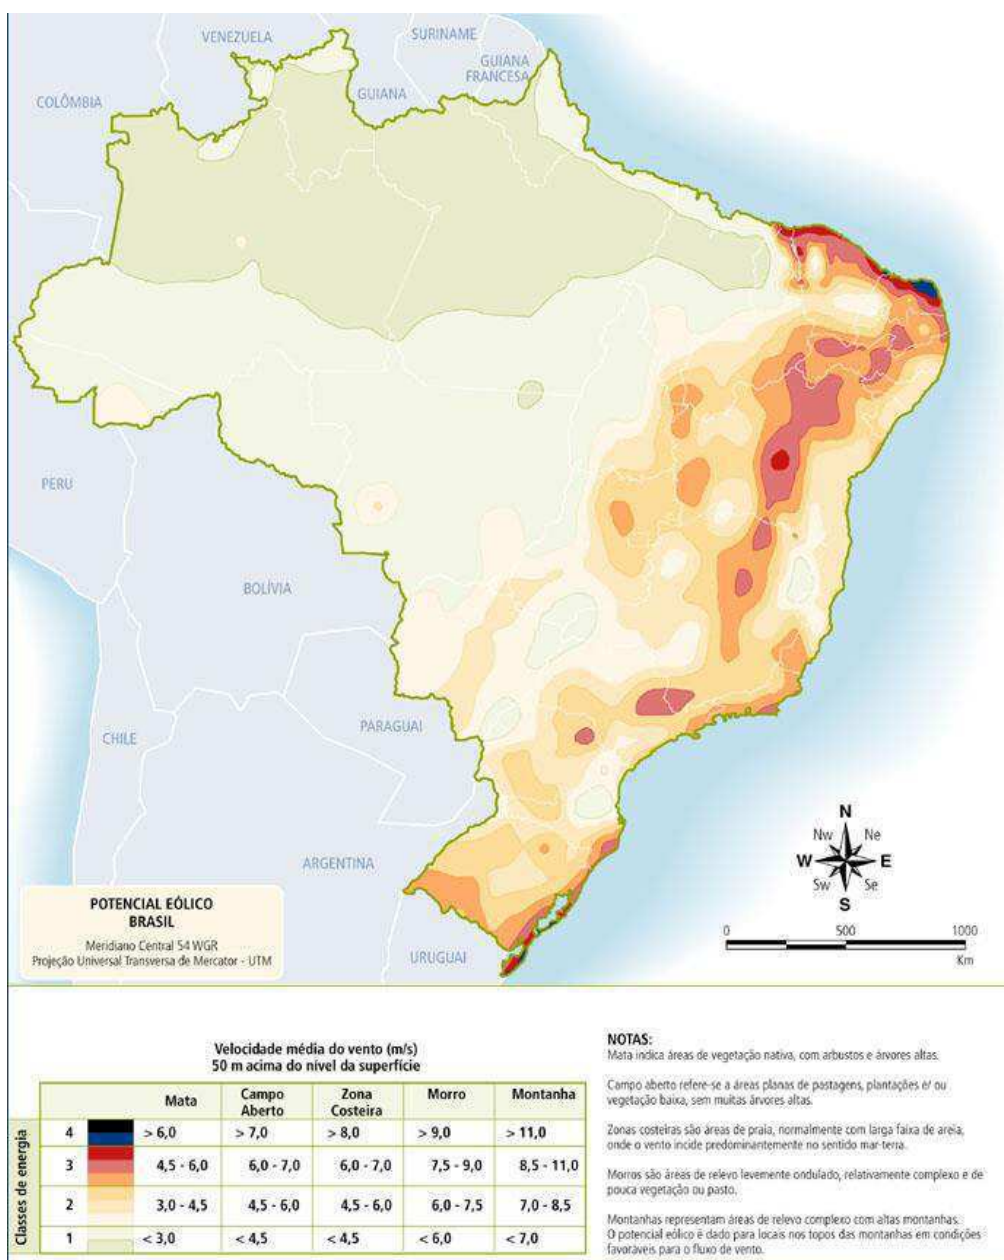 VENEZUELA
SURINAME
GUIANA
FRANCESA
GUIANA
COLÔMBIA
PERU
BOLÍVIA
PARAGUAI
CHILE
ARGENTINA
URUGUAI
N
Nw Ne
W E
Sw Se
S
0 500 1000
Km
POTENCIAL EÓLICO
BRASIL
Meridiano Central 54 WGR
Projeção Universal Transversa de Mercator - UTM
Velocidade média do vento (m/s)
50 m acima do nível da superfície
Mata Campo Aberto Zona Costeira Morro Montanha
Classes de energia
4 > 6,0 > 7,0 > 8,0 > 9,0 > 11,0
3 4,5 - 6,0 6,0 - 7,0 6,0 - 7,0 7,5 - 9,0 8,5 - 11,0
2 3,0 - 4,5 4,5 - 6,0 4,5 - 6,0 6,0 - 7,5 7,0 - 8,5
1 < 3,0 < 4,5 < 4,5 < 6,0 < 7,0
NOTAS:
Mata indica áreas de vegetação nativa, com arbustos e árvores altas.
Campo aberto refere-se a áreas planas de pastagens, plantações e/ ou
vegetação baixa, sem muitas árvores altas.
Zonas costeiras são áreas de praia, normalmente com larga faixa de areia,
onde o vento incide predominantemente no sentido mar-terra.
Morros são áreas de relevo levemente ondulado, relativamente complexo e de
pouca vegetação ou pasto.
Montanhas representam áreas de relevo complexo com altas montanhas.
O potencial eólico é dado para locais nos topos das montanhas em condições
favoráveis para o fluxo de vento.